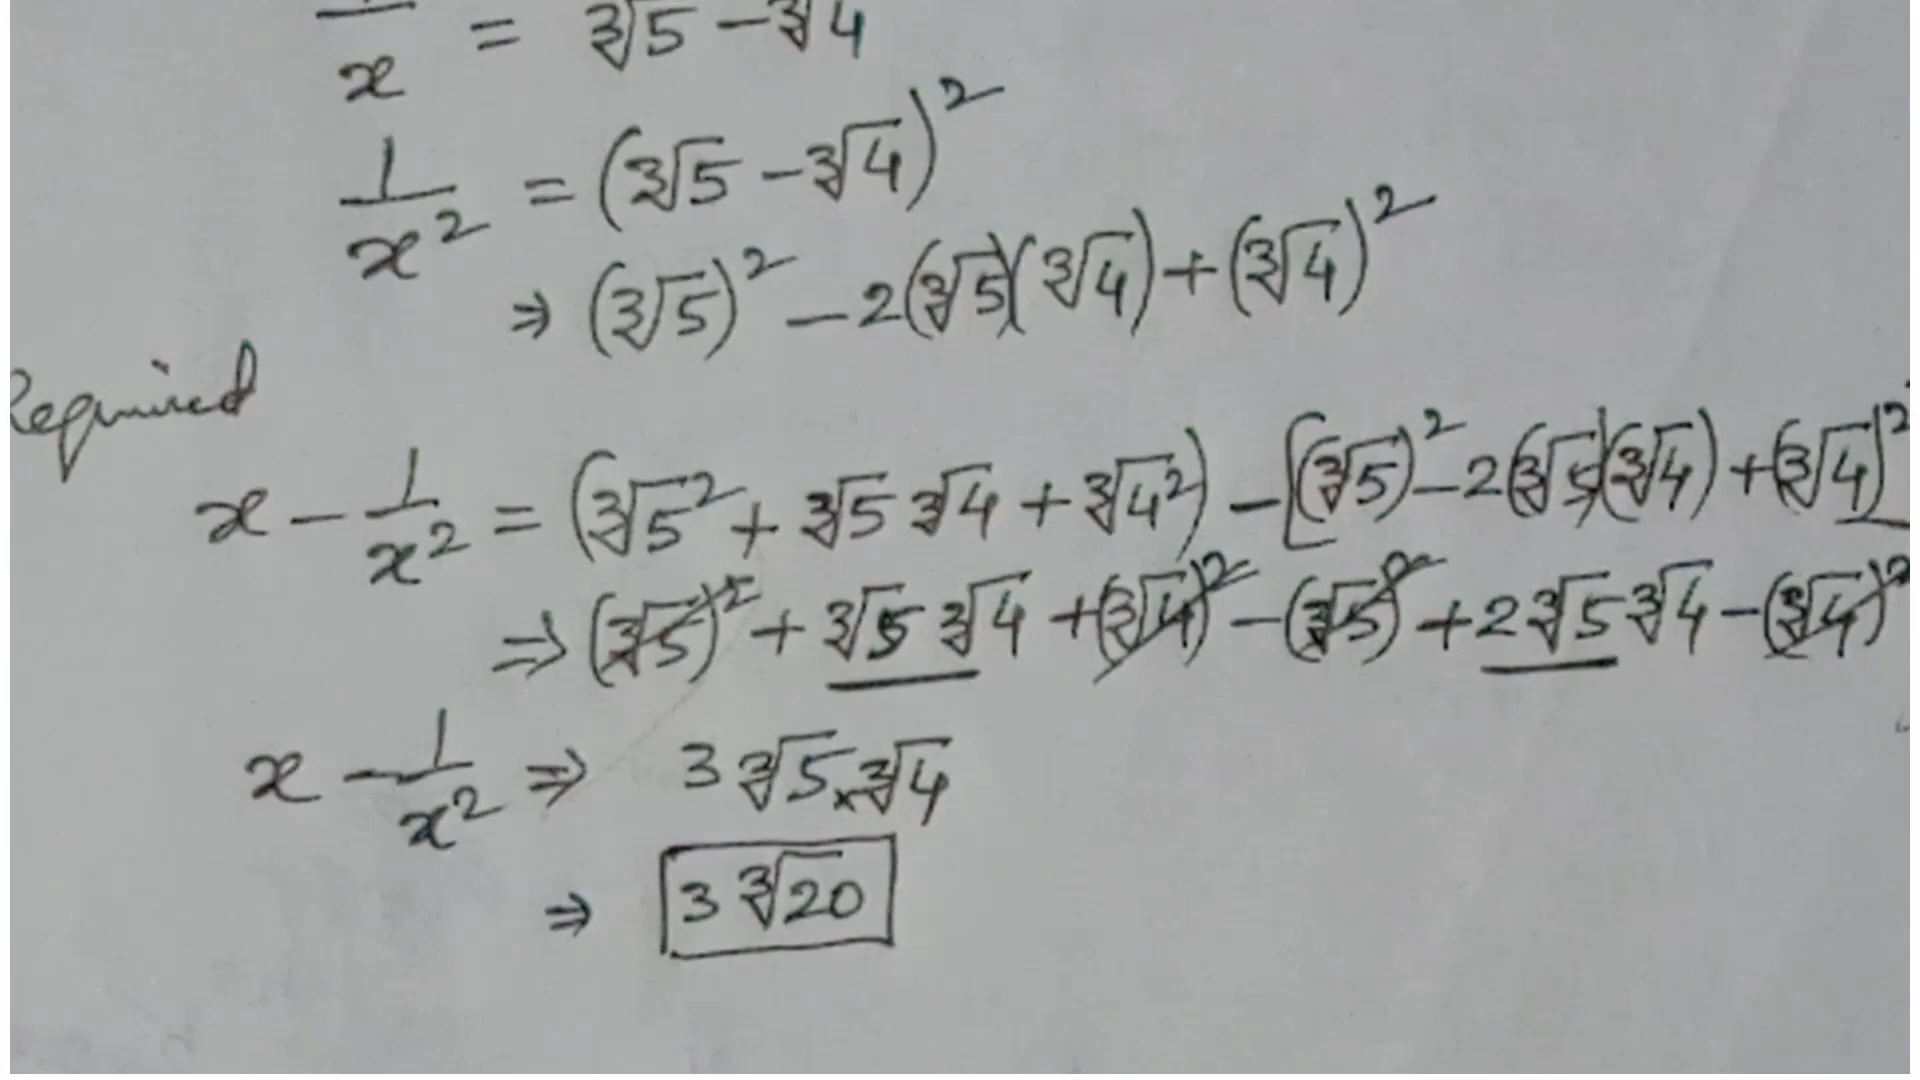 1/x = ∛5 − ∛4
1/x² = (∛5 − ∛4)²
⇒ (∛5)² − 2(∛5)(∛4) + (∛4)²
Required
x − 1/x² = (∛5² + ∛5 ∛4 + ∛4²) − [(∛5)² − 2(∛5)(∛4) + (∛4)²
⇒ (∛5)² + ∛5 ∛4 + (∛4)² − (∛5)² + 2∛5 ∛4 − (∛4)²
x − 1/x² ⇒ 3∛5 × ∛4
⇒ 3∛20